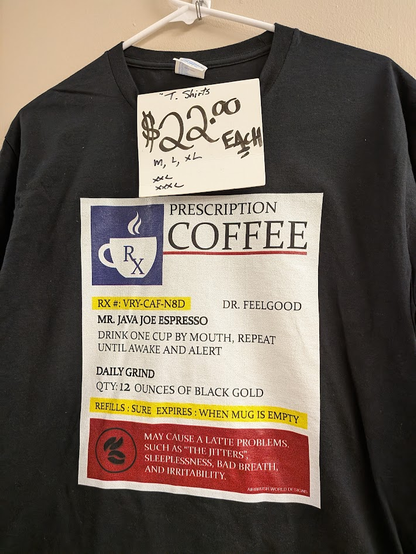 "T. Shirts
$22.00
EACH
M, L, XL
XXL
XXXL
PRESCRIPTION
COFFEE
RX
RX #: VRY-CAF-N8D
DR. FEELGOOD
MR. JAVA JOE ESPRESSO
DRINK ONE CUP BY MOUTH, REPEAT
UNTIL AWAKE AND ALERT
DAILY GRIND
QTY: 12 OUNCES OF BLACK GOLD
REFILLS : SURE EXPIRES : WHEN MUG IS EMPTY
MAY CAUSE A LATTE PROBLEMS,
SUCH AS "THE JITTERS",
SLEEPLESSNESS, BAD BREATH,
AND IRRITABILITY.